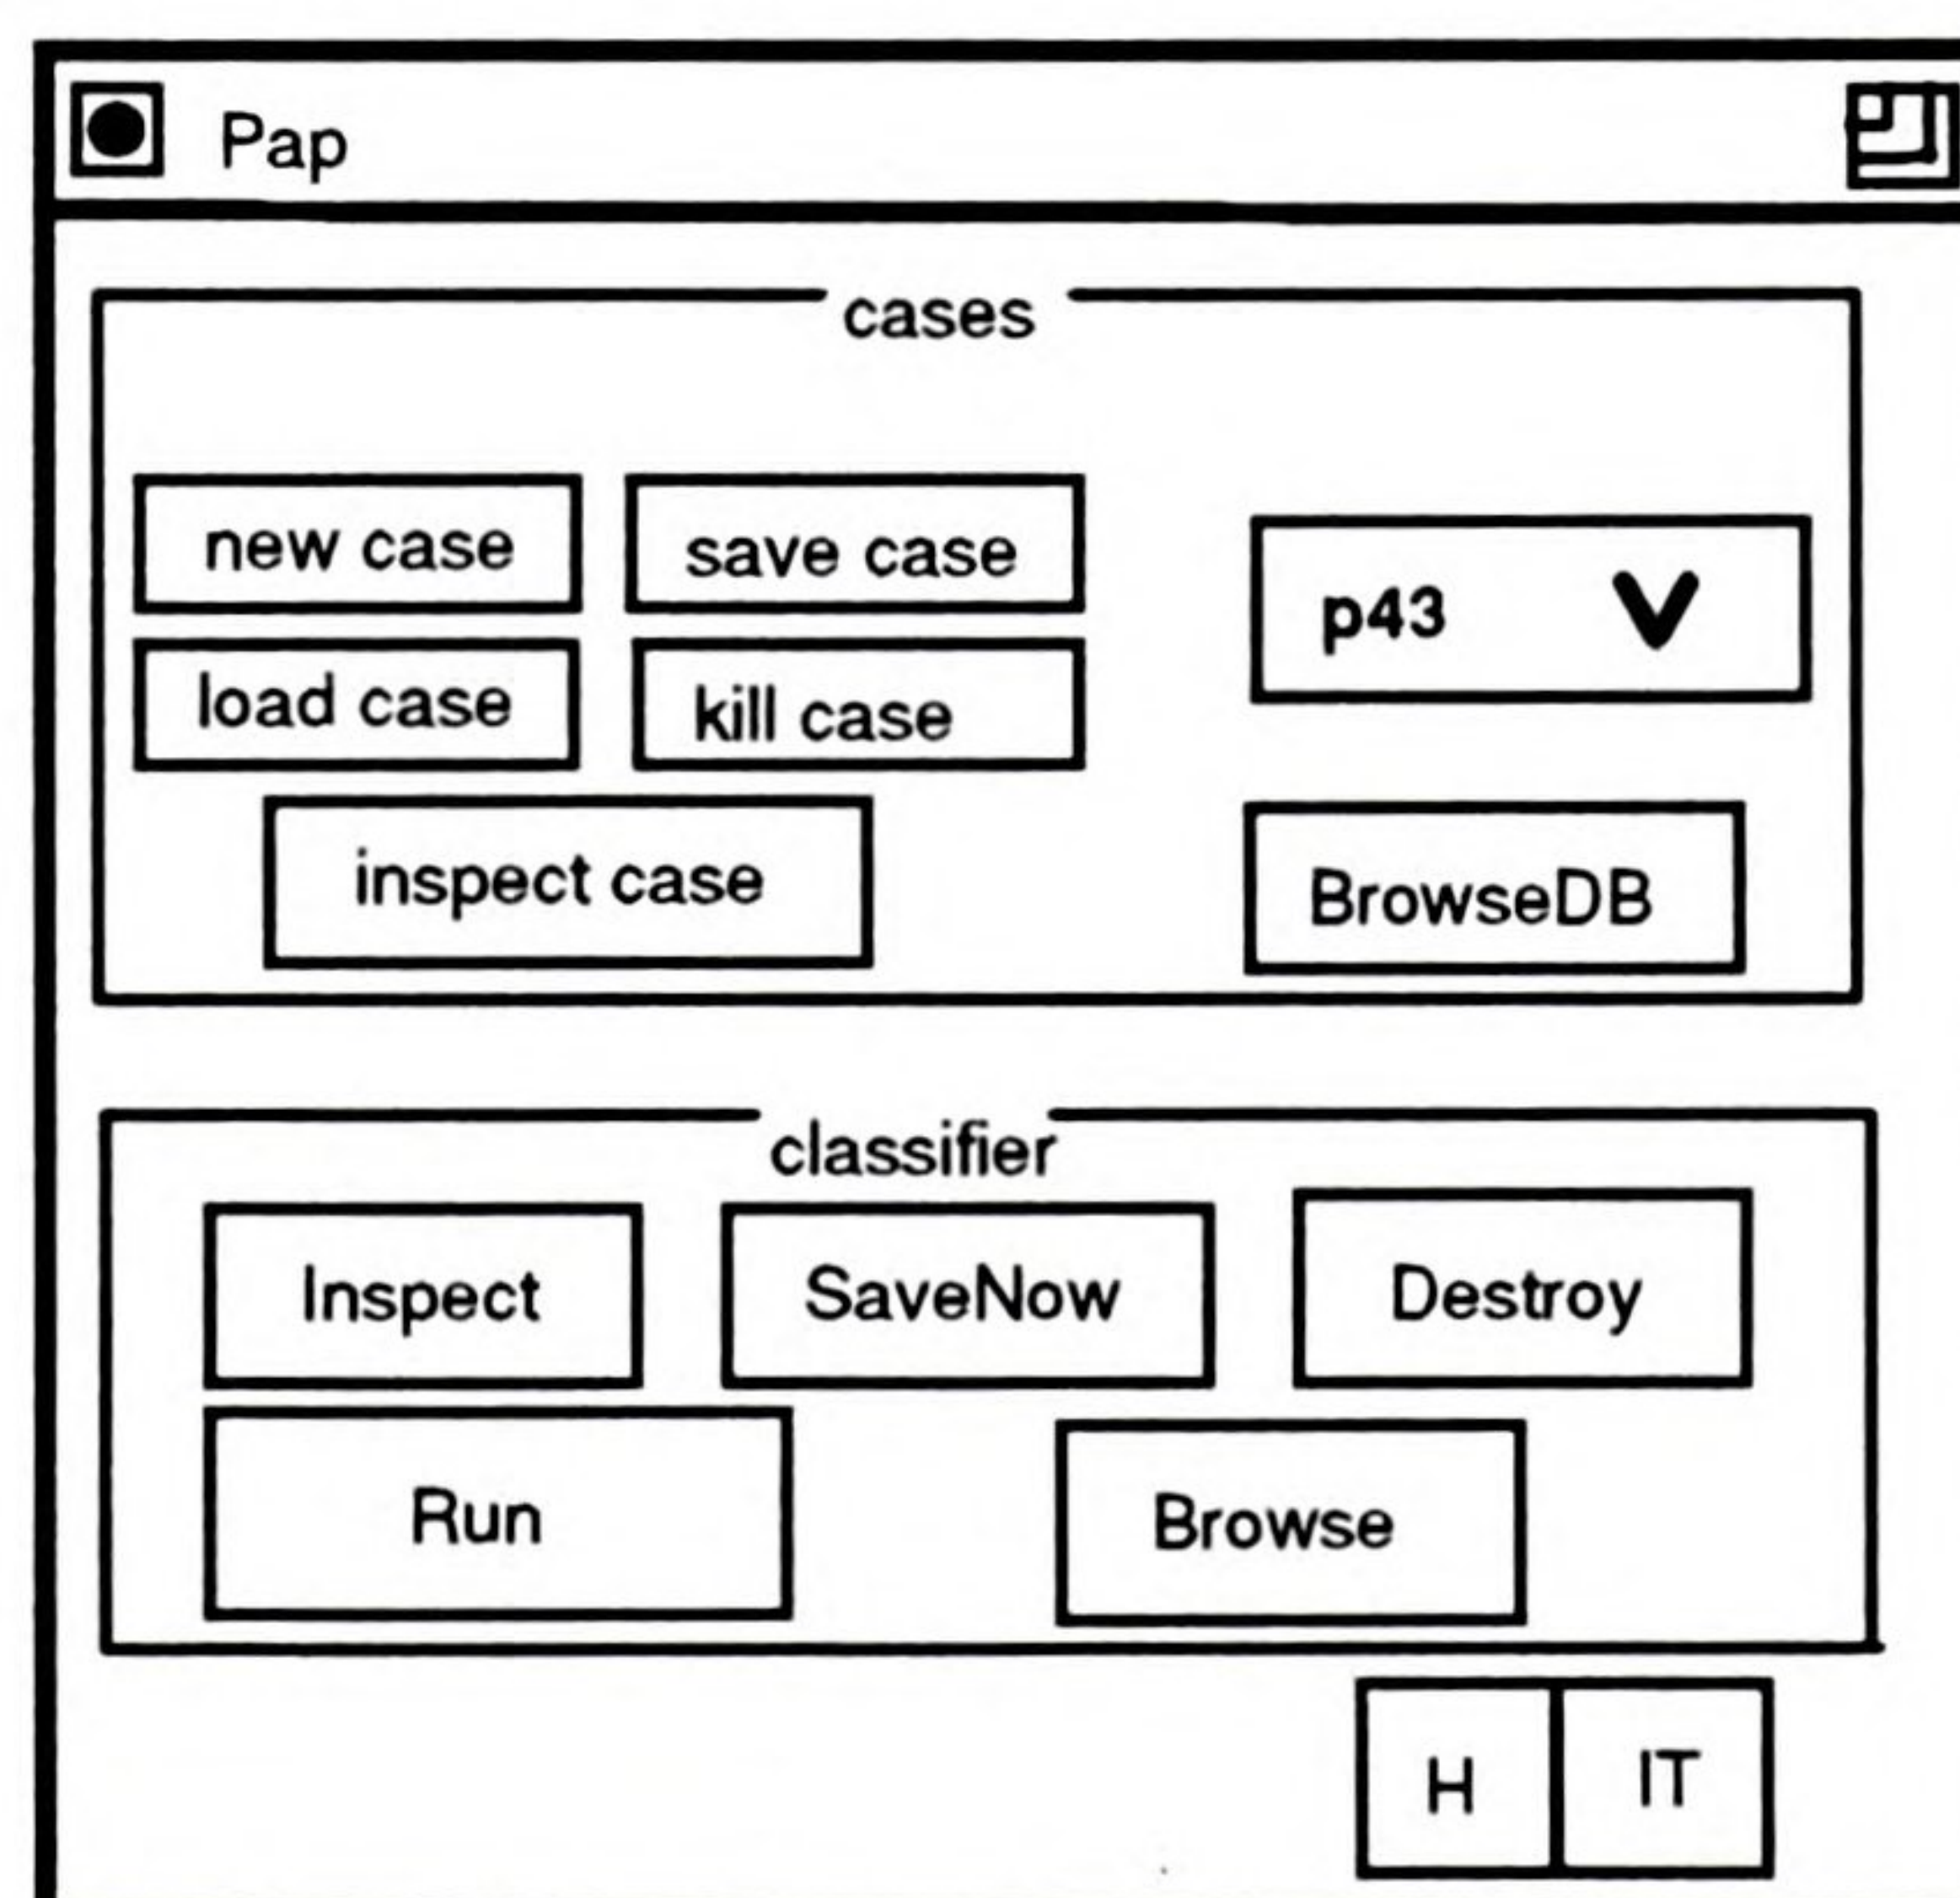 Pap
cases
new case
save case
p43
load case
kill case
inspect case
BrowseDB
classifier
Inspect
SaveNow
Destroy
Run
Browse
H
IT